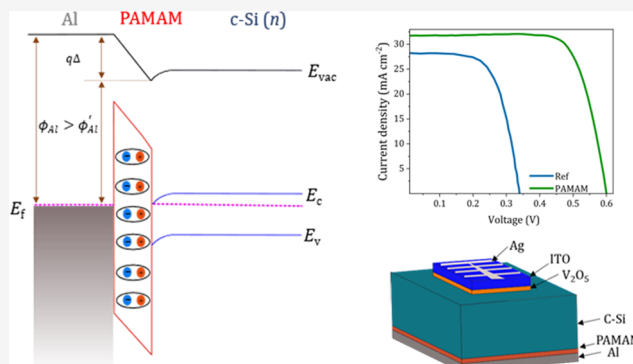 Al PAMAM c-Si (n)
qΔ
E_vac
ϕ_Al > ϕ'_Al
E_f
E_c
E_v
Current density (mA cm⁻²)
30
25
20
15
10
5
Ref
PAMAM
0.1 0.2 0.3 0.4 0.5 0.6
Voltage (V)
Ag
ITO
V₂O₅
C-Si
PAMAM
Al